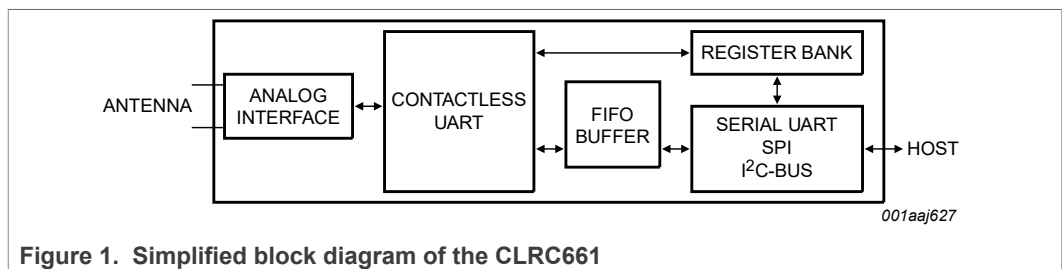 ANTENNA
ANALOG
INTERFACE
CONTACTLESS
UART
FIFO
BUFFER
REGISTER BANK
SERIAL UART
SPI
I²C-BUS
HOST
001aaj627
Figure 1. Simplified block diagram of the CLRC661